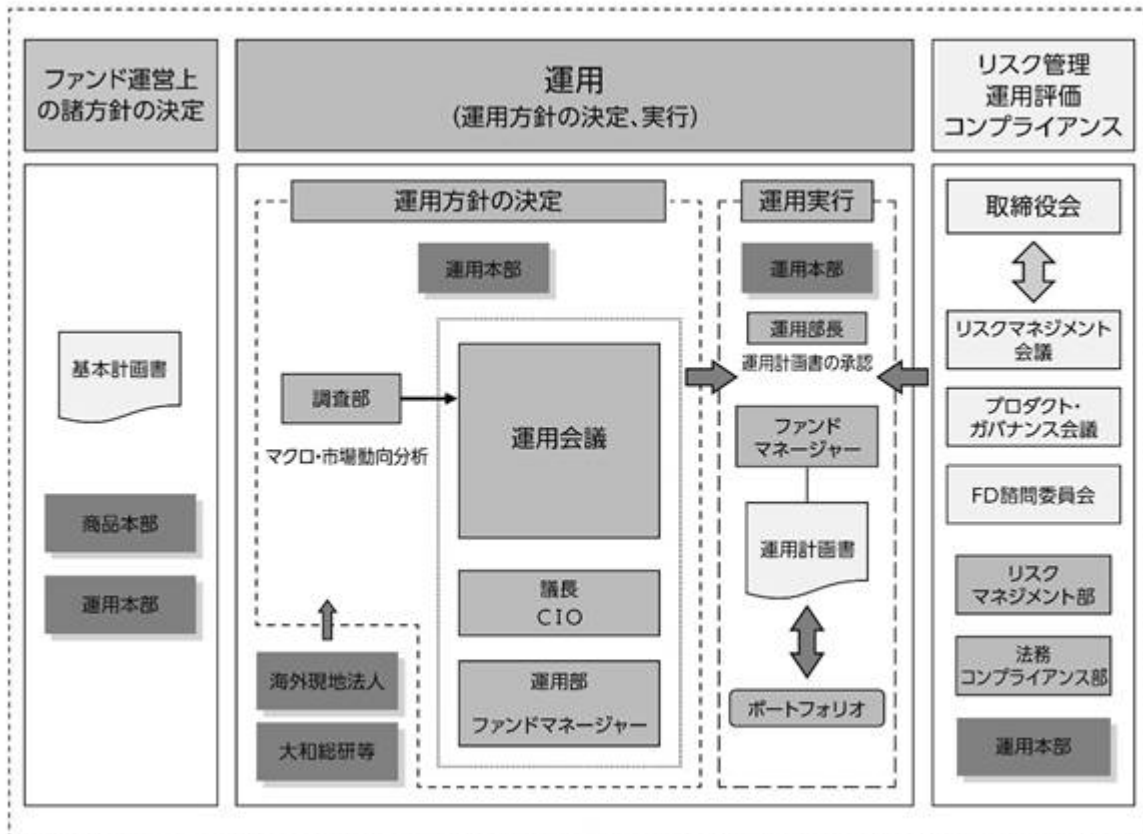 ファンド運営上
の諸方針の決定
基本計画書
商品本部
運用本部
運用
(運用方針の決定、実行)
運用方針の決定
運用本部
調査部
マクロ・市場動向分析
運用会議
議長
CIO
運用部
ファンドマネージャー
海外現地法人
大和総研等
運用実行
運用本部
運用部長
運用計画書の承認
ファンド
マネージャー
運用計画書
ポートフォリオ
リスク管理
運用評価
コンプライアンス
取締役会
リスクマネジメント
会議
プロダクト・
ガバナンス会議
FD諮問委員会
リスク
マネジメント部
法務
コンプライアンス部
運用本部